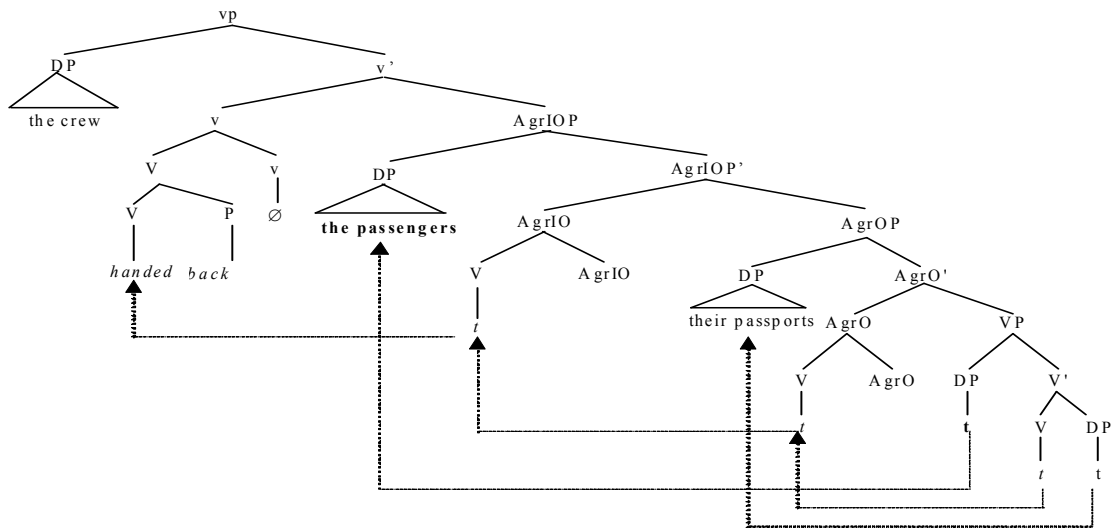 vp
DP v'
the crew
v AgrIOP
V v DP AgrIOP'
V P ∅ the passengers AgrIO AgrOP
handed back V AgrIO DP AgrO'
t their passports AgrO VP
V AgrO DP V'
t t V DP
t t